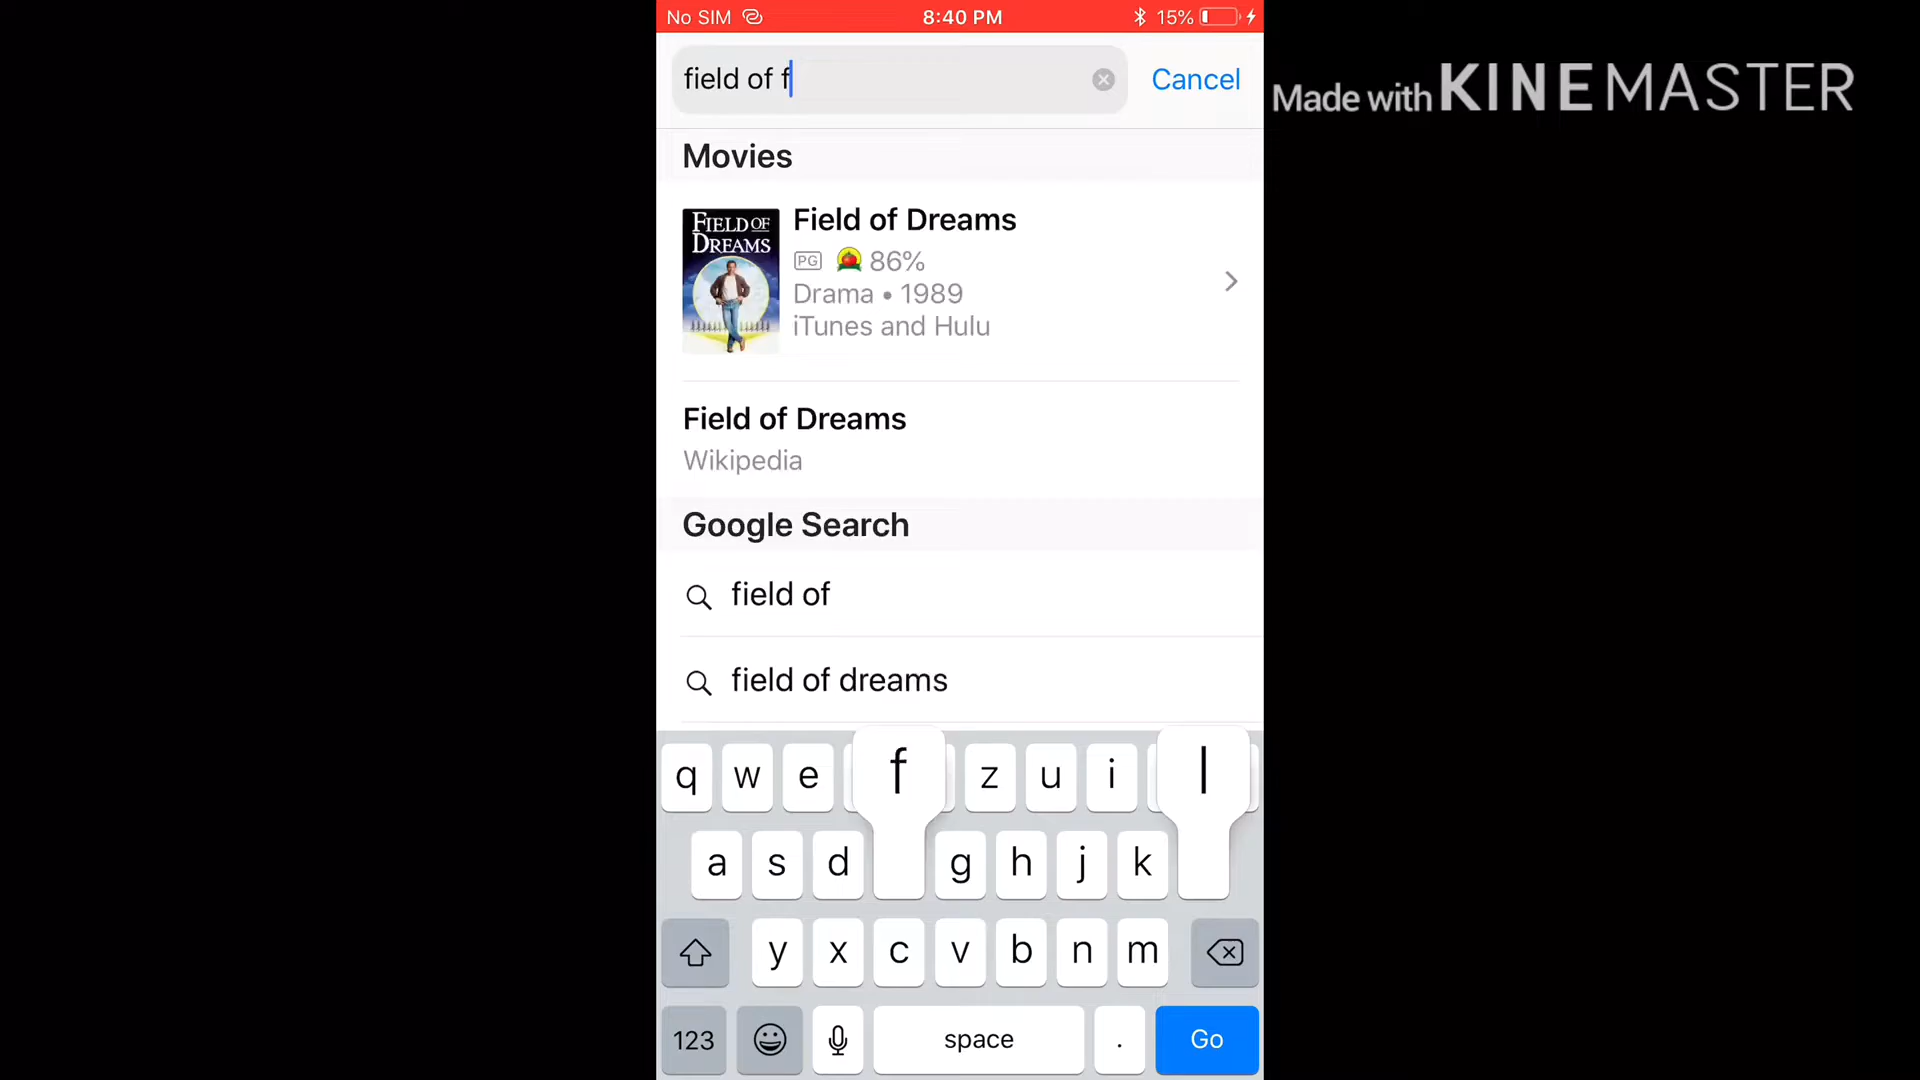 No SIM 8:40 PM 15%
field of f Cancel
Made with KINEMASTER
Movies
FIELD OF
DREAMS
Field of Dreams
PG 86%
Drama • 1989
iTunes and Hulu
Field of Dreams
Wikipedia
Google Search
field of
field of dreams
q w e f z u i l
a s d g h j k
y x c v b n m
123 space . Go